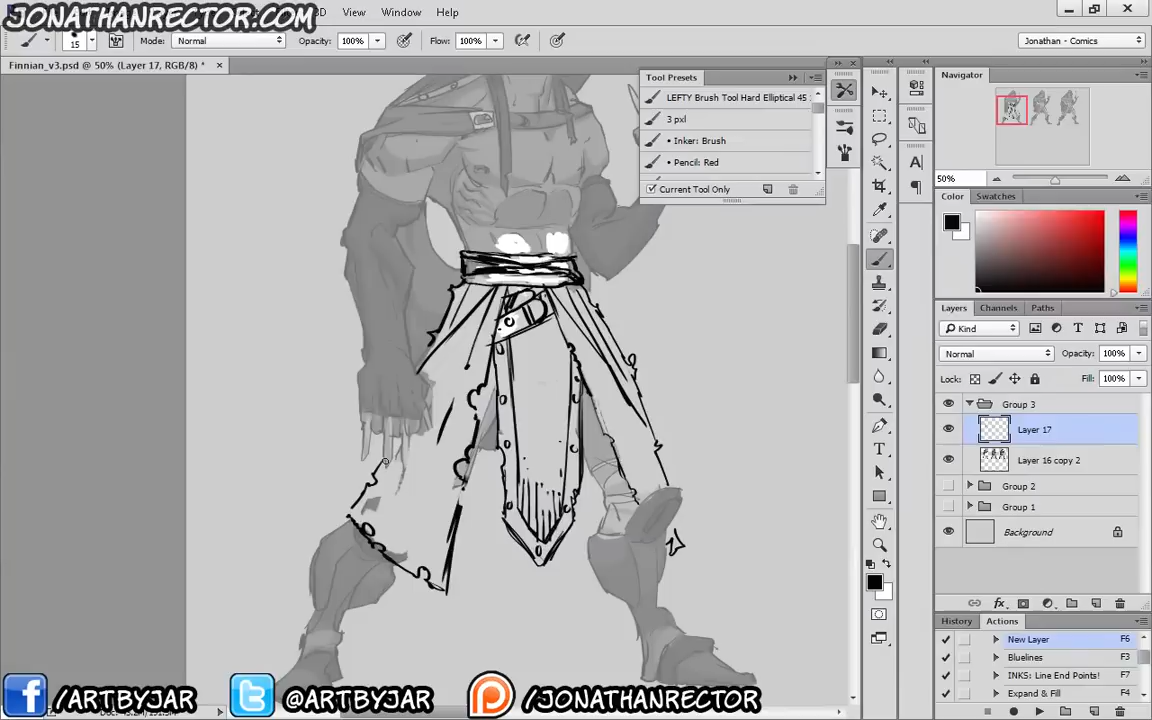 JONATHANRECTOR.COM
View
Window
Help
15
Mode:
Normal
Opacity:
100%
Flow:
100%
Jonathan - Comics
Finnian_v3.psd @ 50% (Layer 17, RGB/8) *
Tool Presets
LEFTY Brush Tool Hard Elliptical 45
3 pxl
• Inker: Brush
• Pencil: Red
Current Tool Only
Navigator
50%
Color
Swatches
Layers
Channels
Paths
Kind
Normal
Opacity:
100%
Lock:
Fill:
100%
Group 3
Layer 17
Layer 16 copy 2
Group 2
Group 1
Background
History
Actions
New Layer
F6
Bluelines
F3
INKS: Line End Points!
F7
Expand & Fill
F4
/ARTBYJAR
@ARTBYJAR
/JONATHANRECTOR